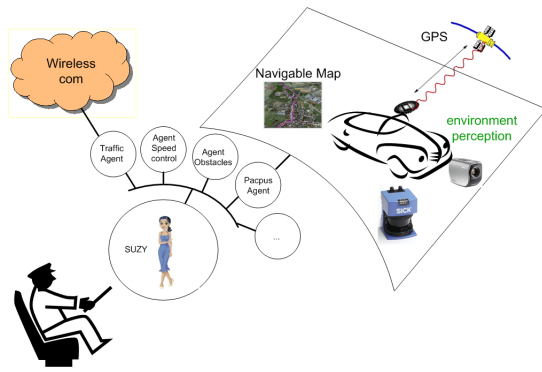 Wireless
com
GPS
Navigable Map
environment
perception
Traffic
Agent
Agent
Speed
control
Agent
Obstacles
Pacpus
Agent
...
SUZY
SICK